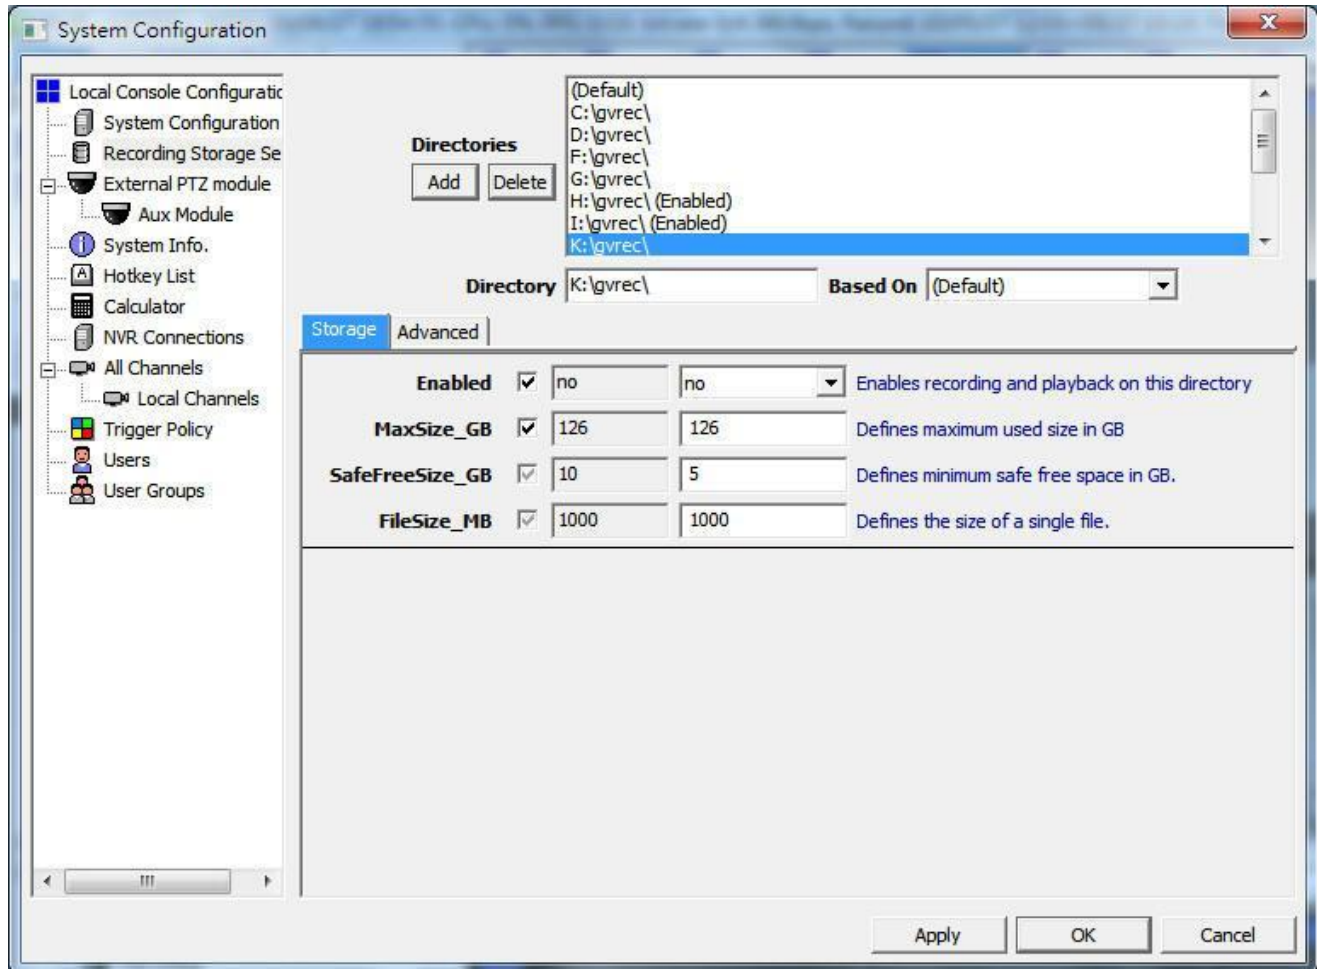 System Configuration
Local Console Configuratic
System Configuration
Recording Storage Se
External PTZ module
Aux Module
System Info.
Hotkey List
Calculator
NVR Connections
All Channels
Local Channels
Trigger Policy
Users
User Groups
Directories
Add Delete
(Default)
C:\gvrec\
D:\gvrec\
F:\gvrec\
G:\gvrec\
H:\gvrec\ (Enabled)
I:\gvrec\ (Enabled)
K:\gvrec\
Directory K:\gvrec\ Based On (Default)
Storage Advanced
Enabled no no Enables recording and playback on this directory
MaxSize_GB 126 126 Defines maximum used size in GB
SafeFreeSize_GB 10 5 Defines minimum safe free space in GB.
FileSize_MB 1000 1000 Defines the size of a single file.
Apply OK Cancel